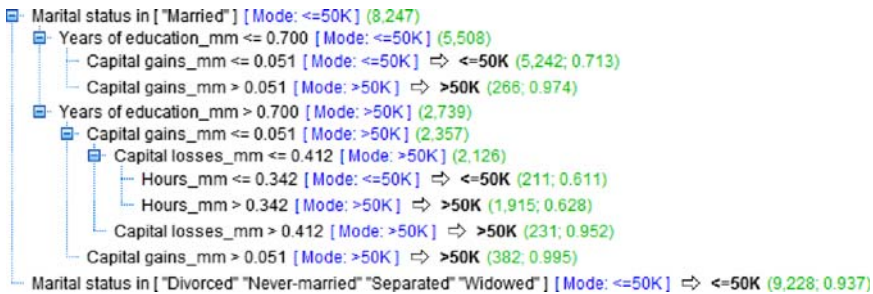 Marital status in [ "Married" ] [ Mode: <=50K ] (8,247)
Years of education_mm <= 0.700 [ Mode: <=50K ] (5,508)
Capital gains_mm <= 0.051 [ Mode: <=50K ] ⇨ <=50K (5,242; 0.713)
Capital gains_mm > 0.051 [ Mode: >50K ] ⇨ >50K (266; 0.974)
Years of education_mm > 0.700 [ Mode: >50K ] (2,739)
Capital gains_mm <= 0.051 [ Mode: >50K ] (2,357)
Capital losses_mm <= 0.412 [ Mode: >50K ] (2,126)
Hours_mm <= 0.342 [ Mode: <=50K ] ⇨ <=50K (211; 0.611)
Hours_mm > 0.342 [ Mode: >50K ] ⇨ >50K (1,915; 0.628)
Capital losses_mm > 0.412 [ Mode: >50K ] ⇨ >50K (231; 0.952)
Capital gains_mm > 0.051 [ Mode: >50K ] ⇨ >50K (382; 0.995)
Marital status in [ "Divorced" "Never-married" "Separated" "Widowed" ] [ Mode: <=50K ] ⇨ <=50K (9,228; 0.937)